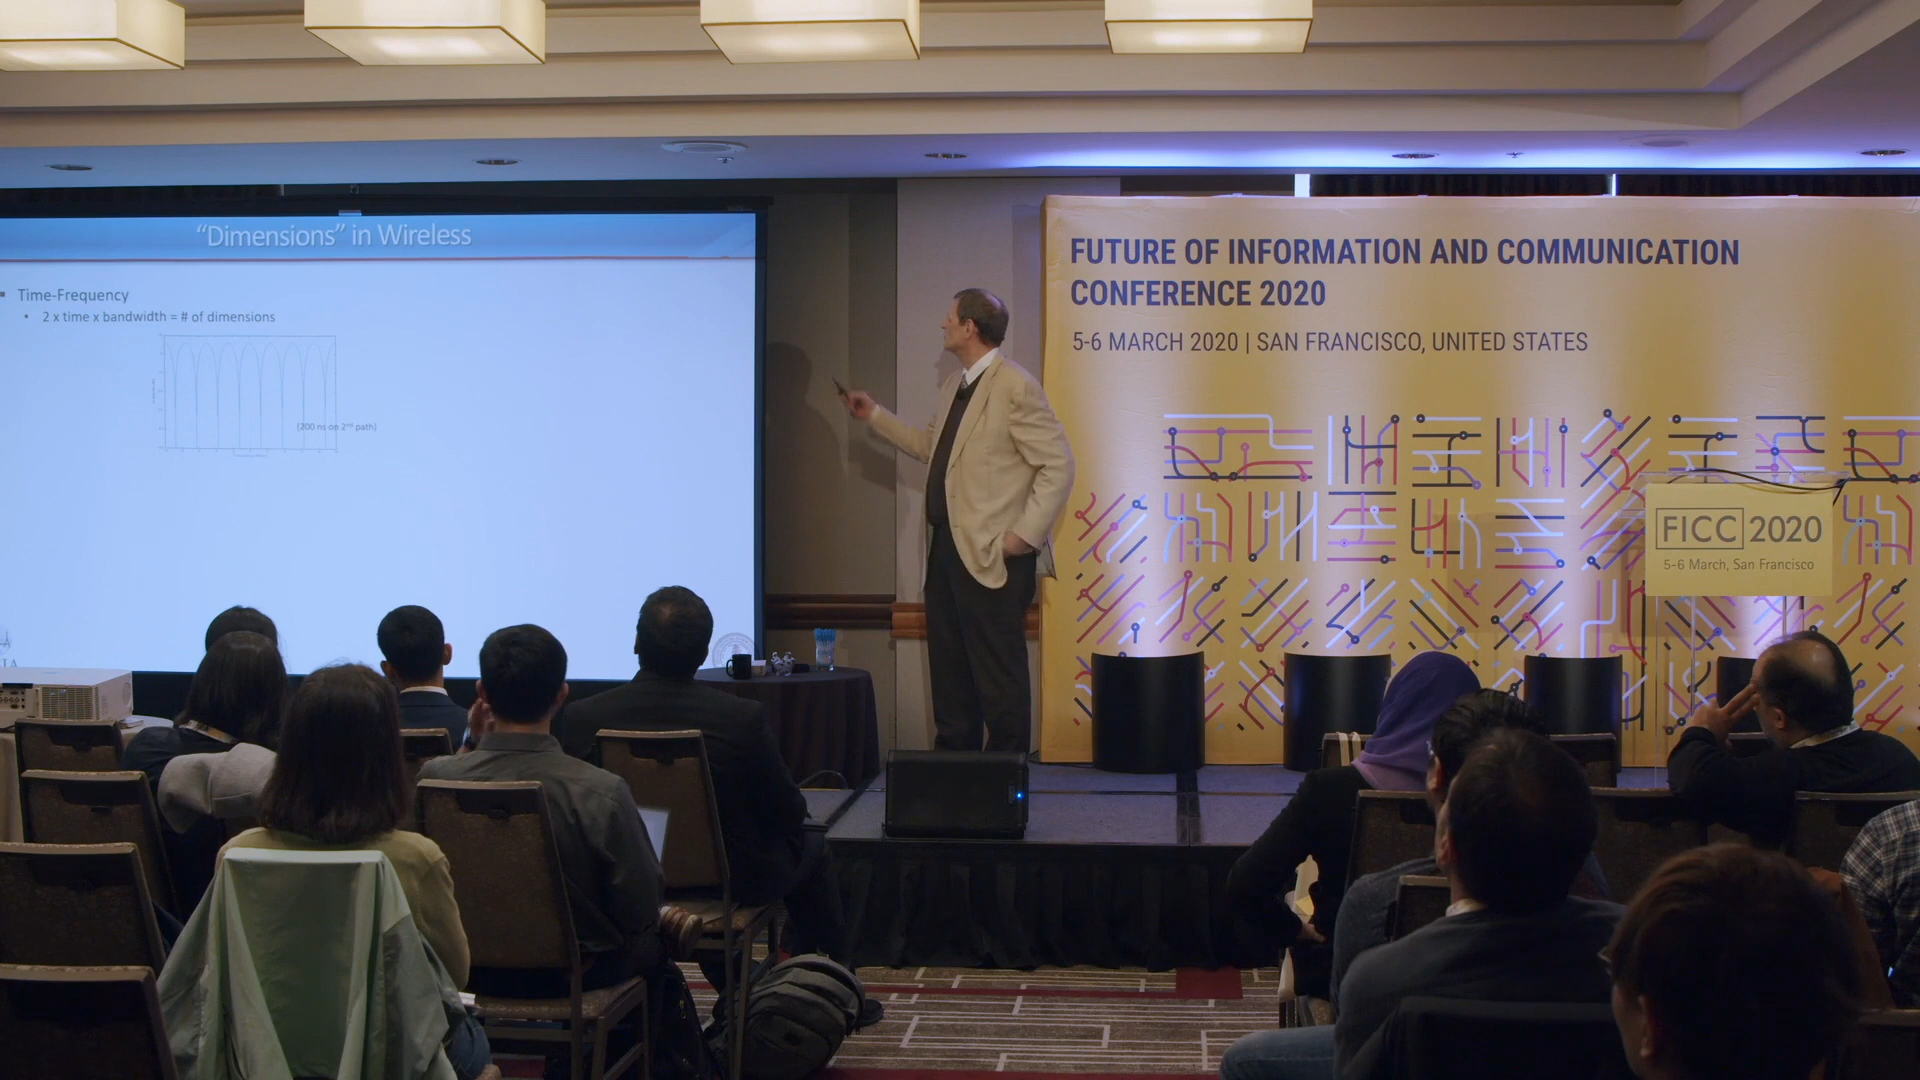 “Dimensions” in Wireless
Time-Frequency
2 x time x bandwidth = # of dimensions
(200 ns on 2nd path)
FUTURE OF INFORMATION AND COMMUNICATION
CONFERENCE 2020
5-6 MARCH 2020 | SAN FRANCISCO, UNITED STATES
FICC 2020
5-6 March, San Francisco